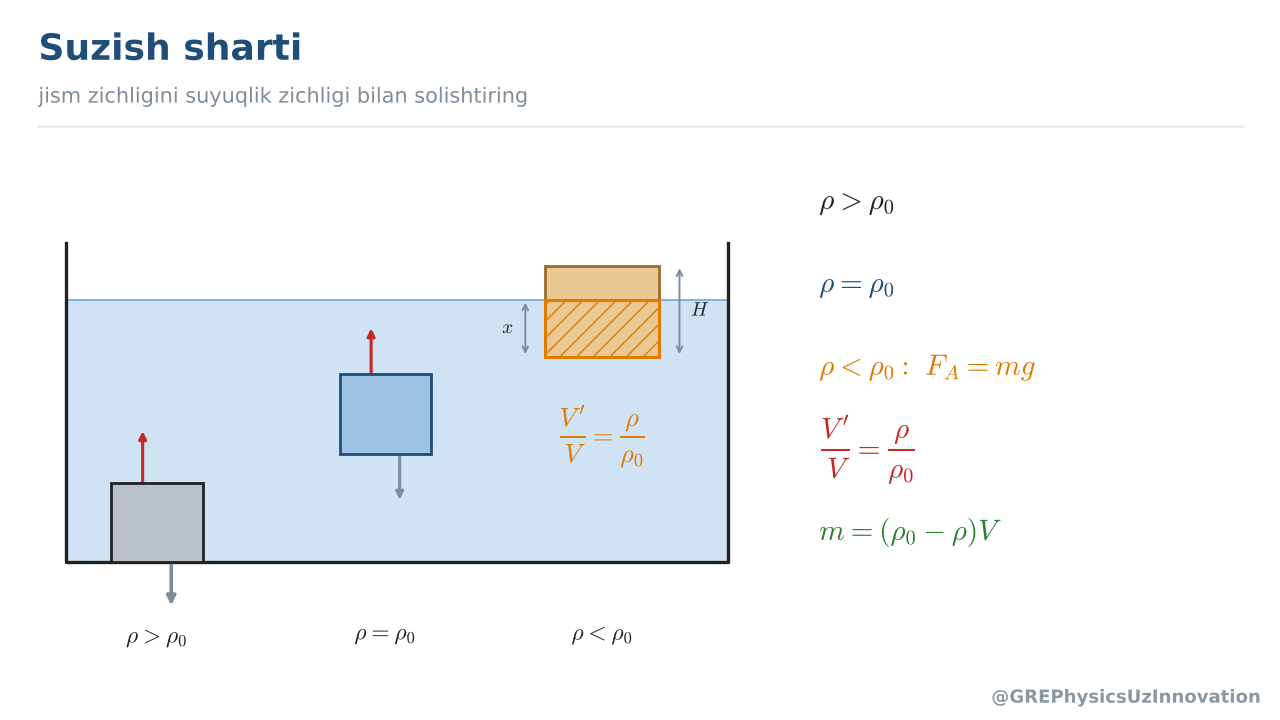 Suzish sharti
jism zichligini suyuqlik zichligi bilan solishtiring
ρ > ρ₀
ρ = ρ₀
ρ < ρ₀ : F_A = mg
V′/V = ρ/ρ₀
m = (ρ₀ − ρ)V
x
H
V′/V = ρ/ρ₀
ρ > ρ₀
ρ = ρ₀
ρ < ρ₀
@GREPhysicsUzInnovation